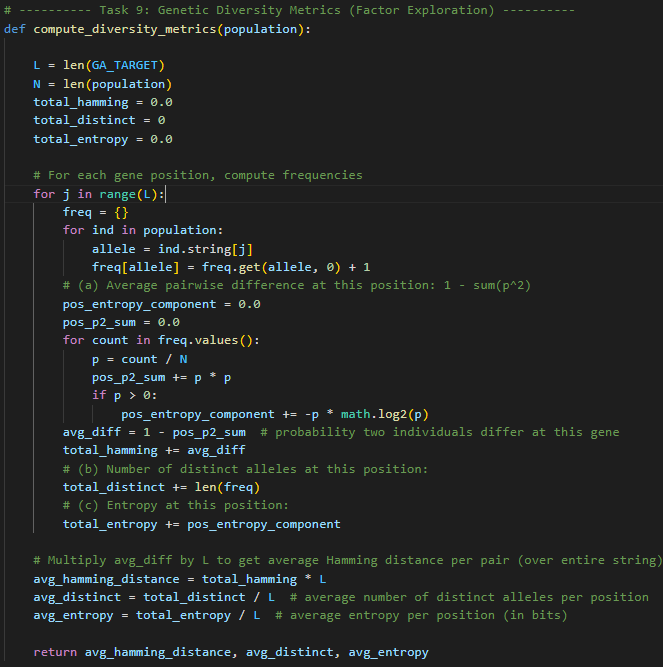 # ---------- Task 9: Genetic Diversity Metrics (Factor Exploration) ----------
def compute_diversity_metrics(population):
    L = len(GA_TARGET)
    N = len(population)
    total_hamming = 0.0
    total_distinct = 0
    total_entropy = 0.0
    # For each gene position, compute frequencies
    for j in range(L):
        freq = {}
        for ind in population:
            allele = ind.string[j]
            freq[allele] = freq.get(allele, 0) + 1
        # (a) Average pairwise difference at this position: 1 - sum(p^2)
        pos_entropy_component = 0.0
        pos_p2_sum = 0.0
        for count in freq.values():
            p = count / N
            pos_p2_sum += p * p
            if p > 0:
                pos_entropy_component += -p * math.log2(p)
        avg_diff = 1 - pos_p2_sum  # probability two individuals differ at this gene
        total_hamming += avg_diff
        # (b) Number of distinct alleles at this position:
        total_distinct += len(freq)
        # (c) Entropy at this position:
        total_entropy += pos_entropy_component
    # Multiply avg_diff by L to get average Hamming distance per pair (over entire string)
    avg_hamming_distance = total_hamming * L
    avg_distinct = total_distinct / L  # average number of distinct alleles per position
    avg_entropy = total_entropy / L  # average entropy per position (in bits)
    return avg_hamming_distance, avg_distinct, avg_entropy